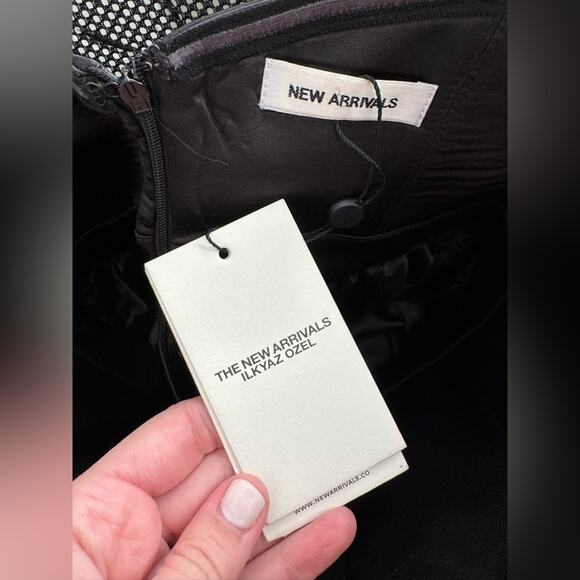 NEW ARRIVALS
THE NEW ARRIVALS
ILKYAZ OZEL
WWW.NEWARRIVALS.CO